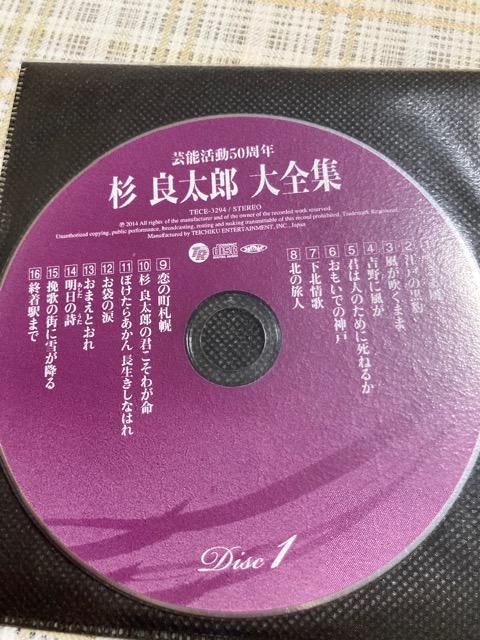 芸能活動50周年
杉 良太郎 大全集
TECE-3294 / STEREO
℗ 2014 All rights of the manufacturer and of the owner of the recorded work reserved.
Unauthorized copying, public performance, broadcasting, renting and making transmittable of this record prohibited. Trademark Registered.
Manufactured by TEICHIKU ENTERTAINMENT, INC., Japan
3 風が吹くまま
4 吉野に風が
5 君は人のために死ねるか
6 おもいでの神戸
7 下北情歌
8 北の旅人
9 恋の町札幌
10 杉 良太郎の君こそわが命
11 ぼけたらあかん 長生きしなはれ
12 お袋の涙
13 おまえとおれ
14 明日の詩
あした うた
15 挽歌の街に雪が降る
16 終着駅まで
Disc 1